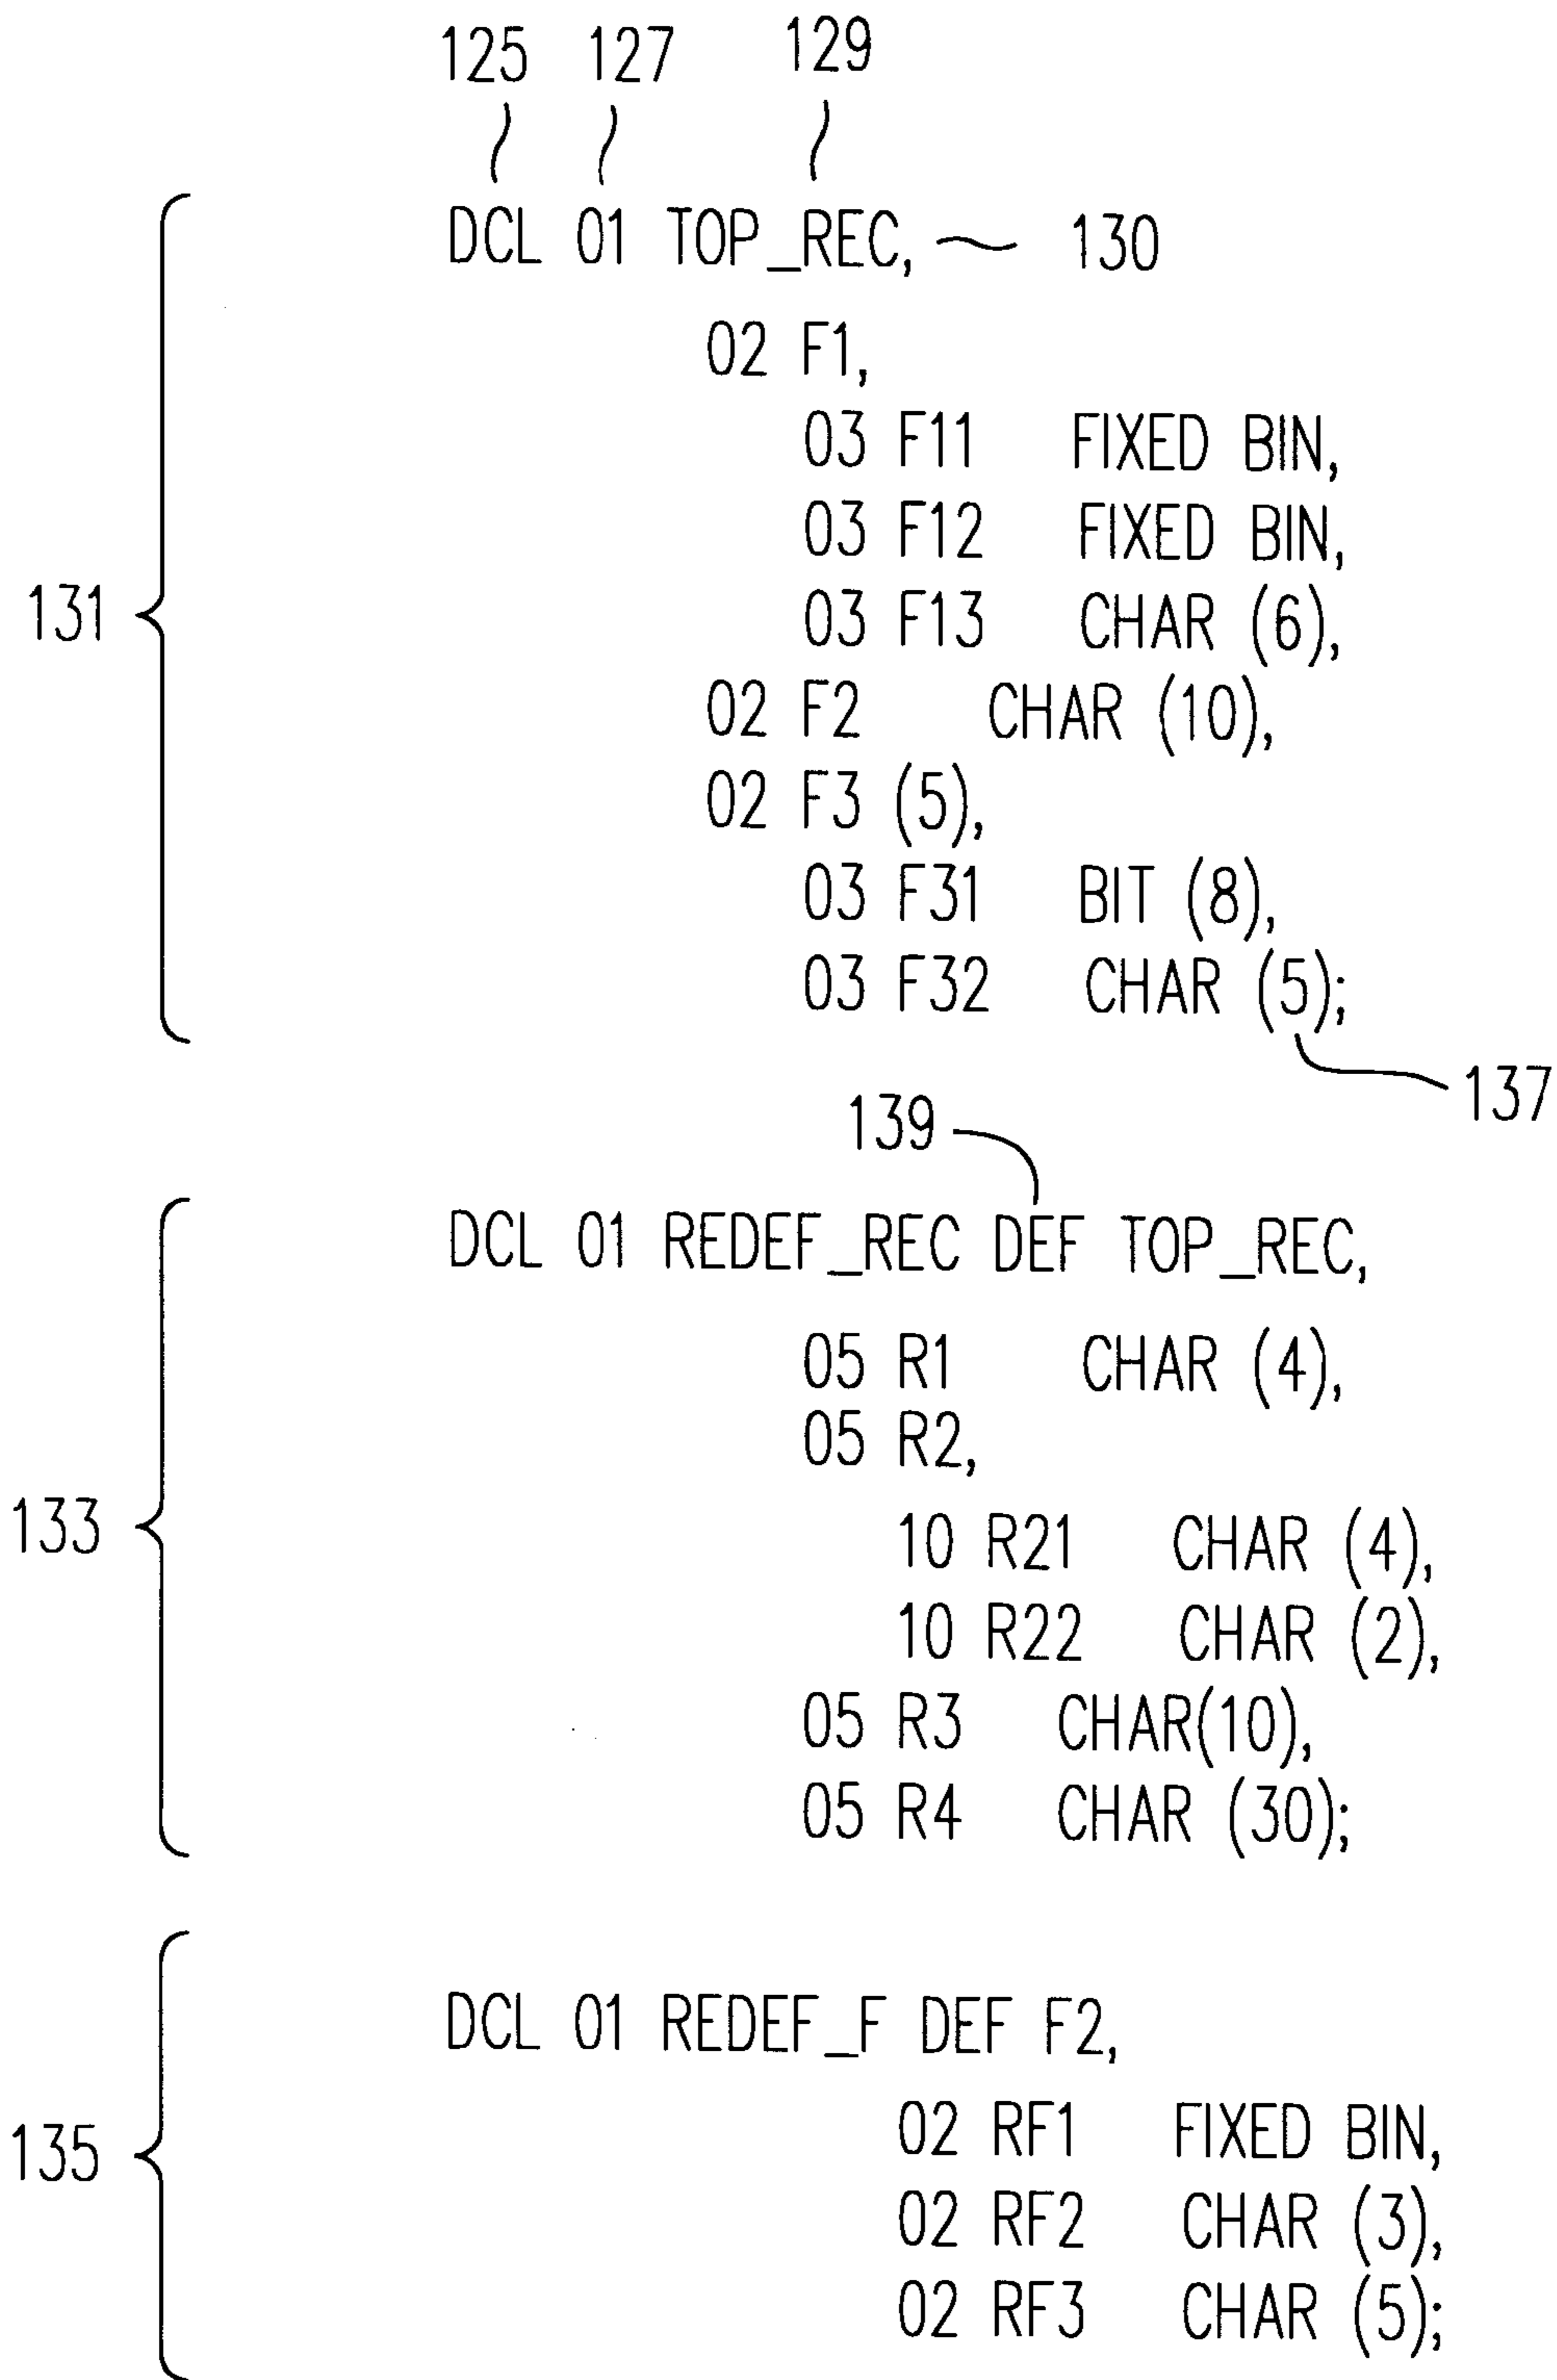 125 127 129
DCL 01 TOP_REC, 130
02 F1,
03 F11 FIXED BIN,
03 F12 FIXED BIN,
131 03 F13 CHAR (6),
02 F2 CHAR (10),
02 F3 (5),
03 F31 BIT (8),
03 F32 CHAR (5);
137
139
DCL 01 REDEF_REC DEF TOP_REC,
05 R1 CHAR (4),
05 R2,
133 10 R21 CHAR (4),
10 R22 CHAR (2),
05 R3 CHAR(10),
05 R4 CHAR (30);
DCL 01 REDEF_F DEF F2,
135 02 RF1 FIXED BIN,
02 RF2 CHAR (3),
02 RF3 CHAR (5);